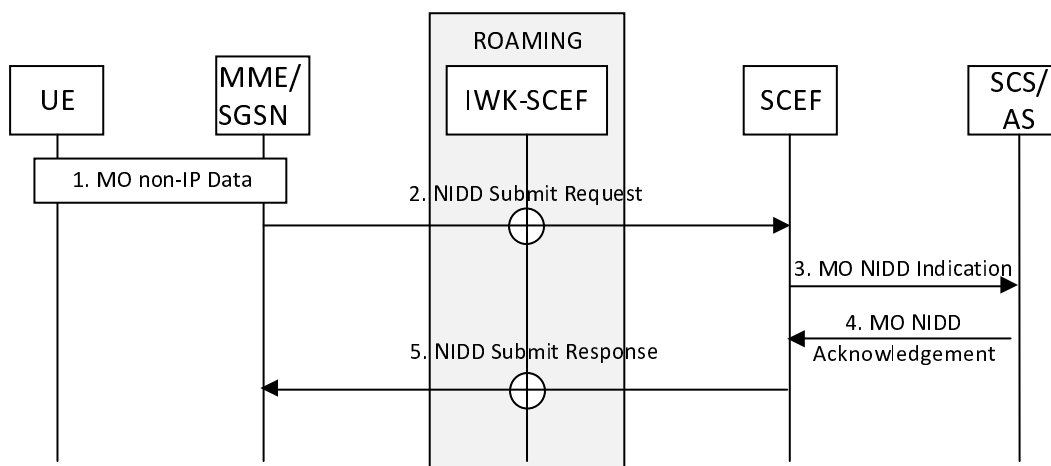 ROAMING
UE
MME/
SGSN
IWK-SCEF
SCEF
SCS/
AS
1. MO non-IP Data
2. NIDD Submit Request
3. MO NIDD Indication
4. MO NIDD
Acknowledgement
5. NIDD Submit Response